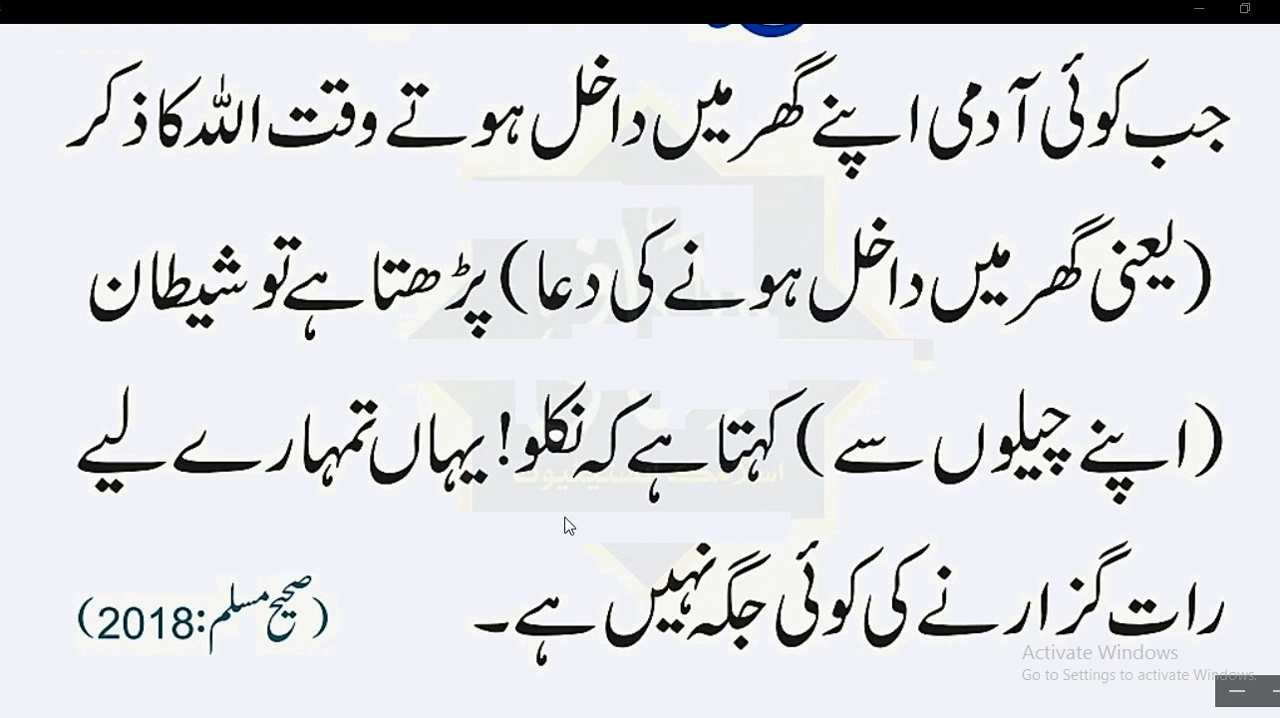 جب کوئی آدمی اپنے گھر میں داخل ہوتے وقت اللہ کا ذکر
(یعنی گھر میں داخل ہونے کی دعا) پڑھتا ہے تو شیطان
(اپنے چیلوں سے) کہتا ہے کہ نکلو! یہاں تمہارے لیے
رات گزارنے کی کوئی جگہ نہیں ہے۔ (صحیح مسلم:2018)
Activate Windows
Go to Settings to activate Windows.